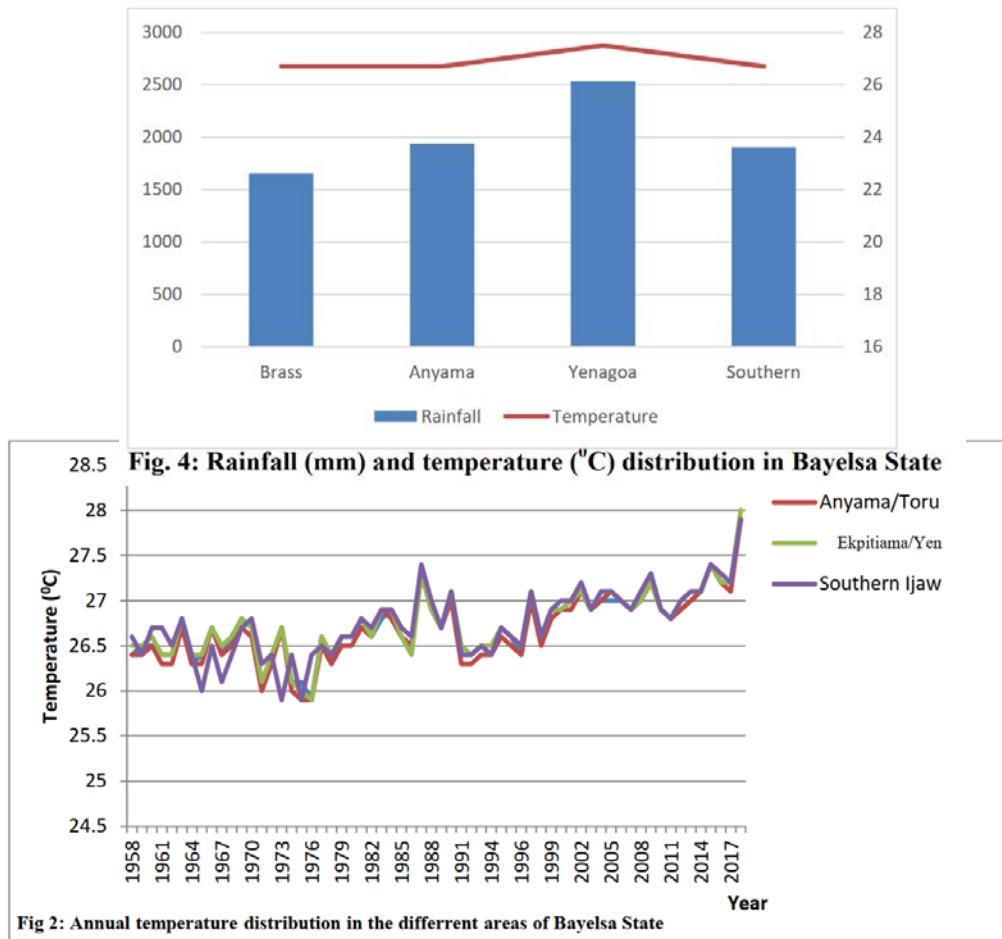 3000
2500
2000
1500
1000
500
0
28
26
24
22
20
18
16
Brass Anyama Yenagoa Southern
Rainfall Temperature
Fig. 4: Rainfall (mm) and temperature (⁰C) distribution in Bayelsa State
28.5
28
27.5
27
26.5
26
25.5
25
24.5
Temperature (⁰C)
Anyama/Toru
Ekpitiama/Yen
Southern Ijaw
1958 1961 1964 1967 1970 1973 1976 1979 1982 1985 1988 1991 1994 1996 1999 2002 2005 2008 2011 2014 2017
Year
Fig 2: Annual temperature distribution in the differrent areas of Bayelsa State